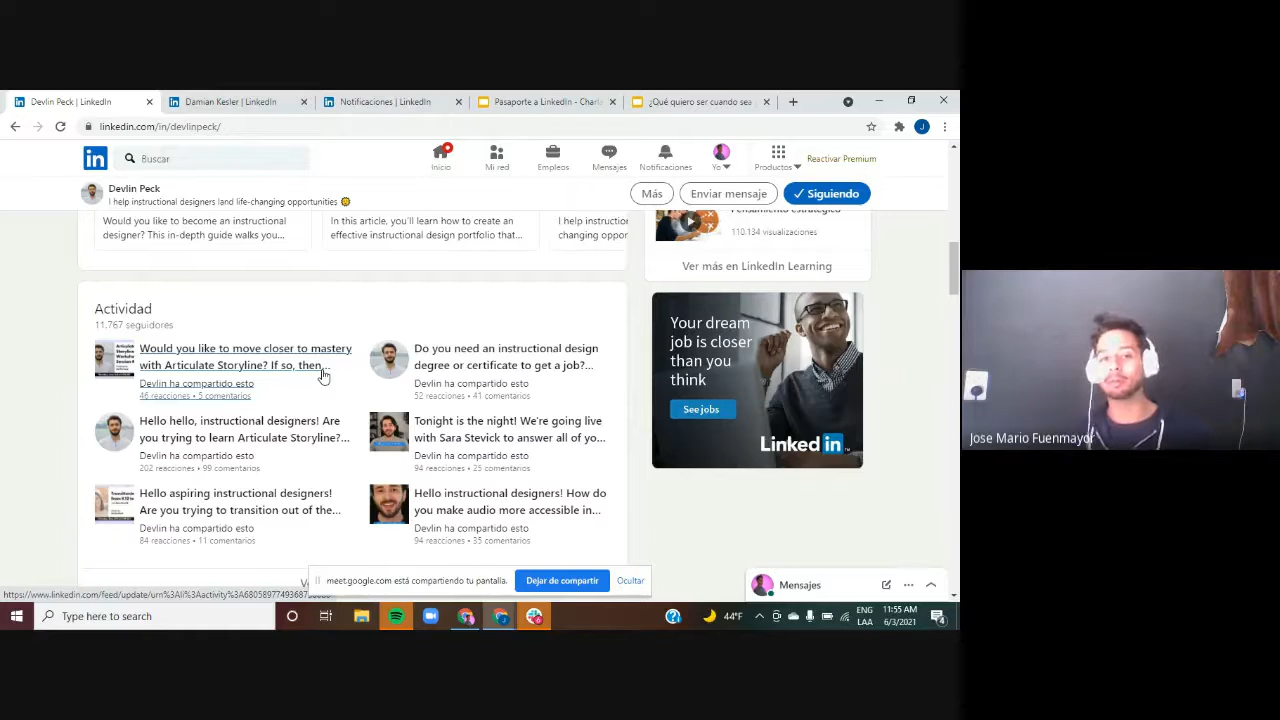 Devlin Peck | LinkedIn
Damian Kesler | LinkedIn
Notificaciones | LinkedIn
Pasaporte a LinkedIn - Charla
¿Qué quiero ser cuando sea
linkedin.com/in/devlinpeck/
J
in
Buscar
Inicio
Mi red
Empleos
Mensajes
Notificaciones
Yo
Productos
Reactivar Premium
Devlin Peck
I help instructional designers land life-changing opportunities
Más
Enviar mensaje
Siguiendo
Would you like to become an instructional
designer? This in-depth guide walks you...
In this article, you'll learn how to create an
effective instructional design portfolio that...
I help instructio
changing oppor
Pensamiento estratégico
110.134 visualizaciones
Ver más en LinkedIn Learning
Actividad
11.767 seguidores
Would you like to move closer to mastery
with Articulate Storyline? If so, then...
Devlin ha compartido esto
46 reacciones • 5 comentarios
Do you need an instructional design
degree or certificate to get a job?...
Devlin ha compartido esto
52 reacciones • 41 comentarios
Hello hello, instructional designers! Are
you trying to learn Articulate Storyline?...
Devlin ha compartido esto
202 reacciones • 99 comentarios
Tonight is the night! We're going live
with Sara Stevick to answer all of yo...
Devlin ha compartido esto
94 reacciones • 25 comentarios
Hello aspiring instructional designers!
Are you trying to transition out of the...
Devlin ha compartido esto
84 reacciones • 11 comentarios
Hello instructional designers! How do
you make audio more accessible in...
Devlin ha compartido esto
94 reacciones • 35 comentarios
Your dream
job is closer
than you
think
See jobs
Linked in
meet.google.com está compartiendo tu pantalla.
Dejar de compartir
Ocultar
Mensajes
Type here to search
44°F
ENG
LAA
11:55 AM
6/3/2021
4
Jose Mario Fuenmayor